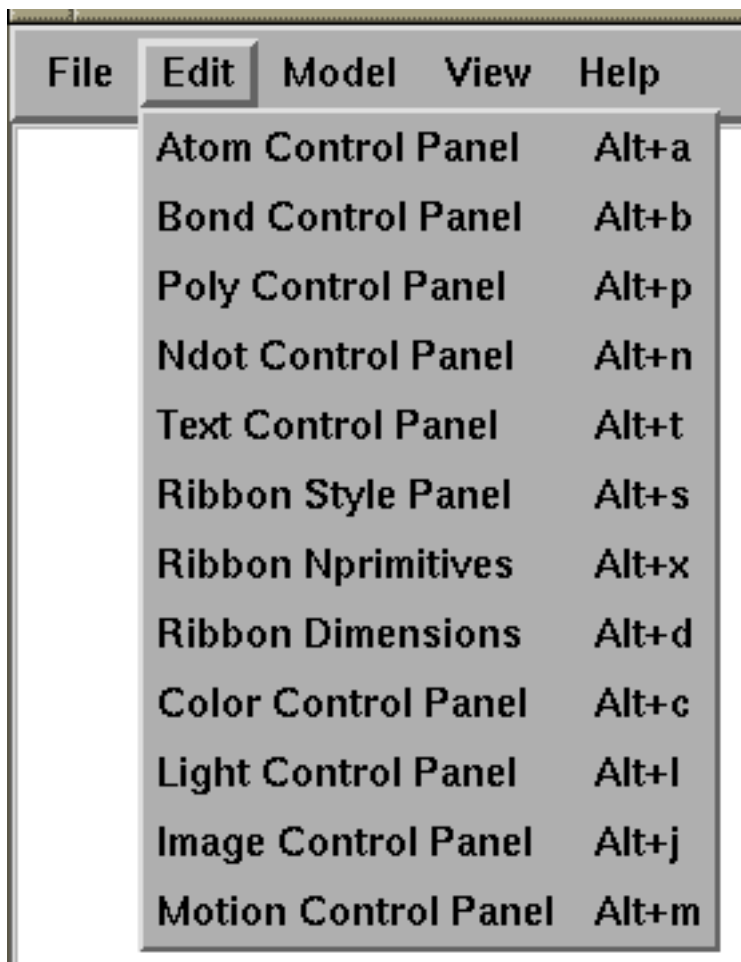 File Edit Model View Help
Atom Control Panel Alt+a
Bond Control Panel Alt+b
Poly Control Panel Alt+p
Ndot Control Panel Alt+n
Text Control Panel Alt+t
Ribbon Style Panel Alt+s
Ribbon Nprimitives Alt+x
Ribbon Dimensions Alt+d
Color Control Panel Alt+c
Light Control Panel Alt+l
Image Control Panel Alt+j
Motion Control Panel Alt+m